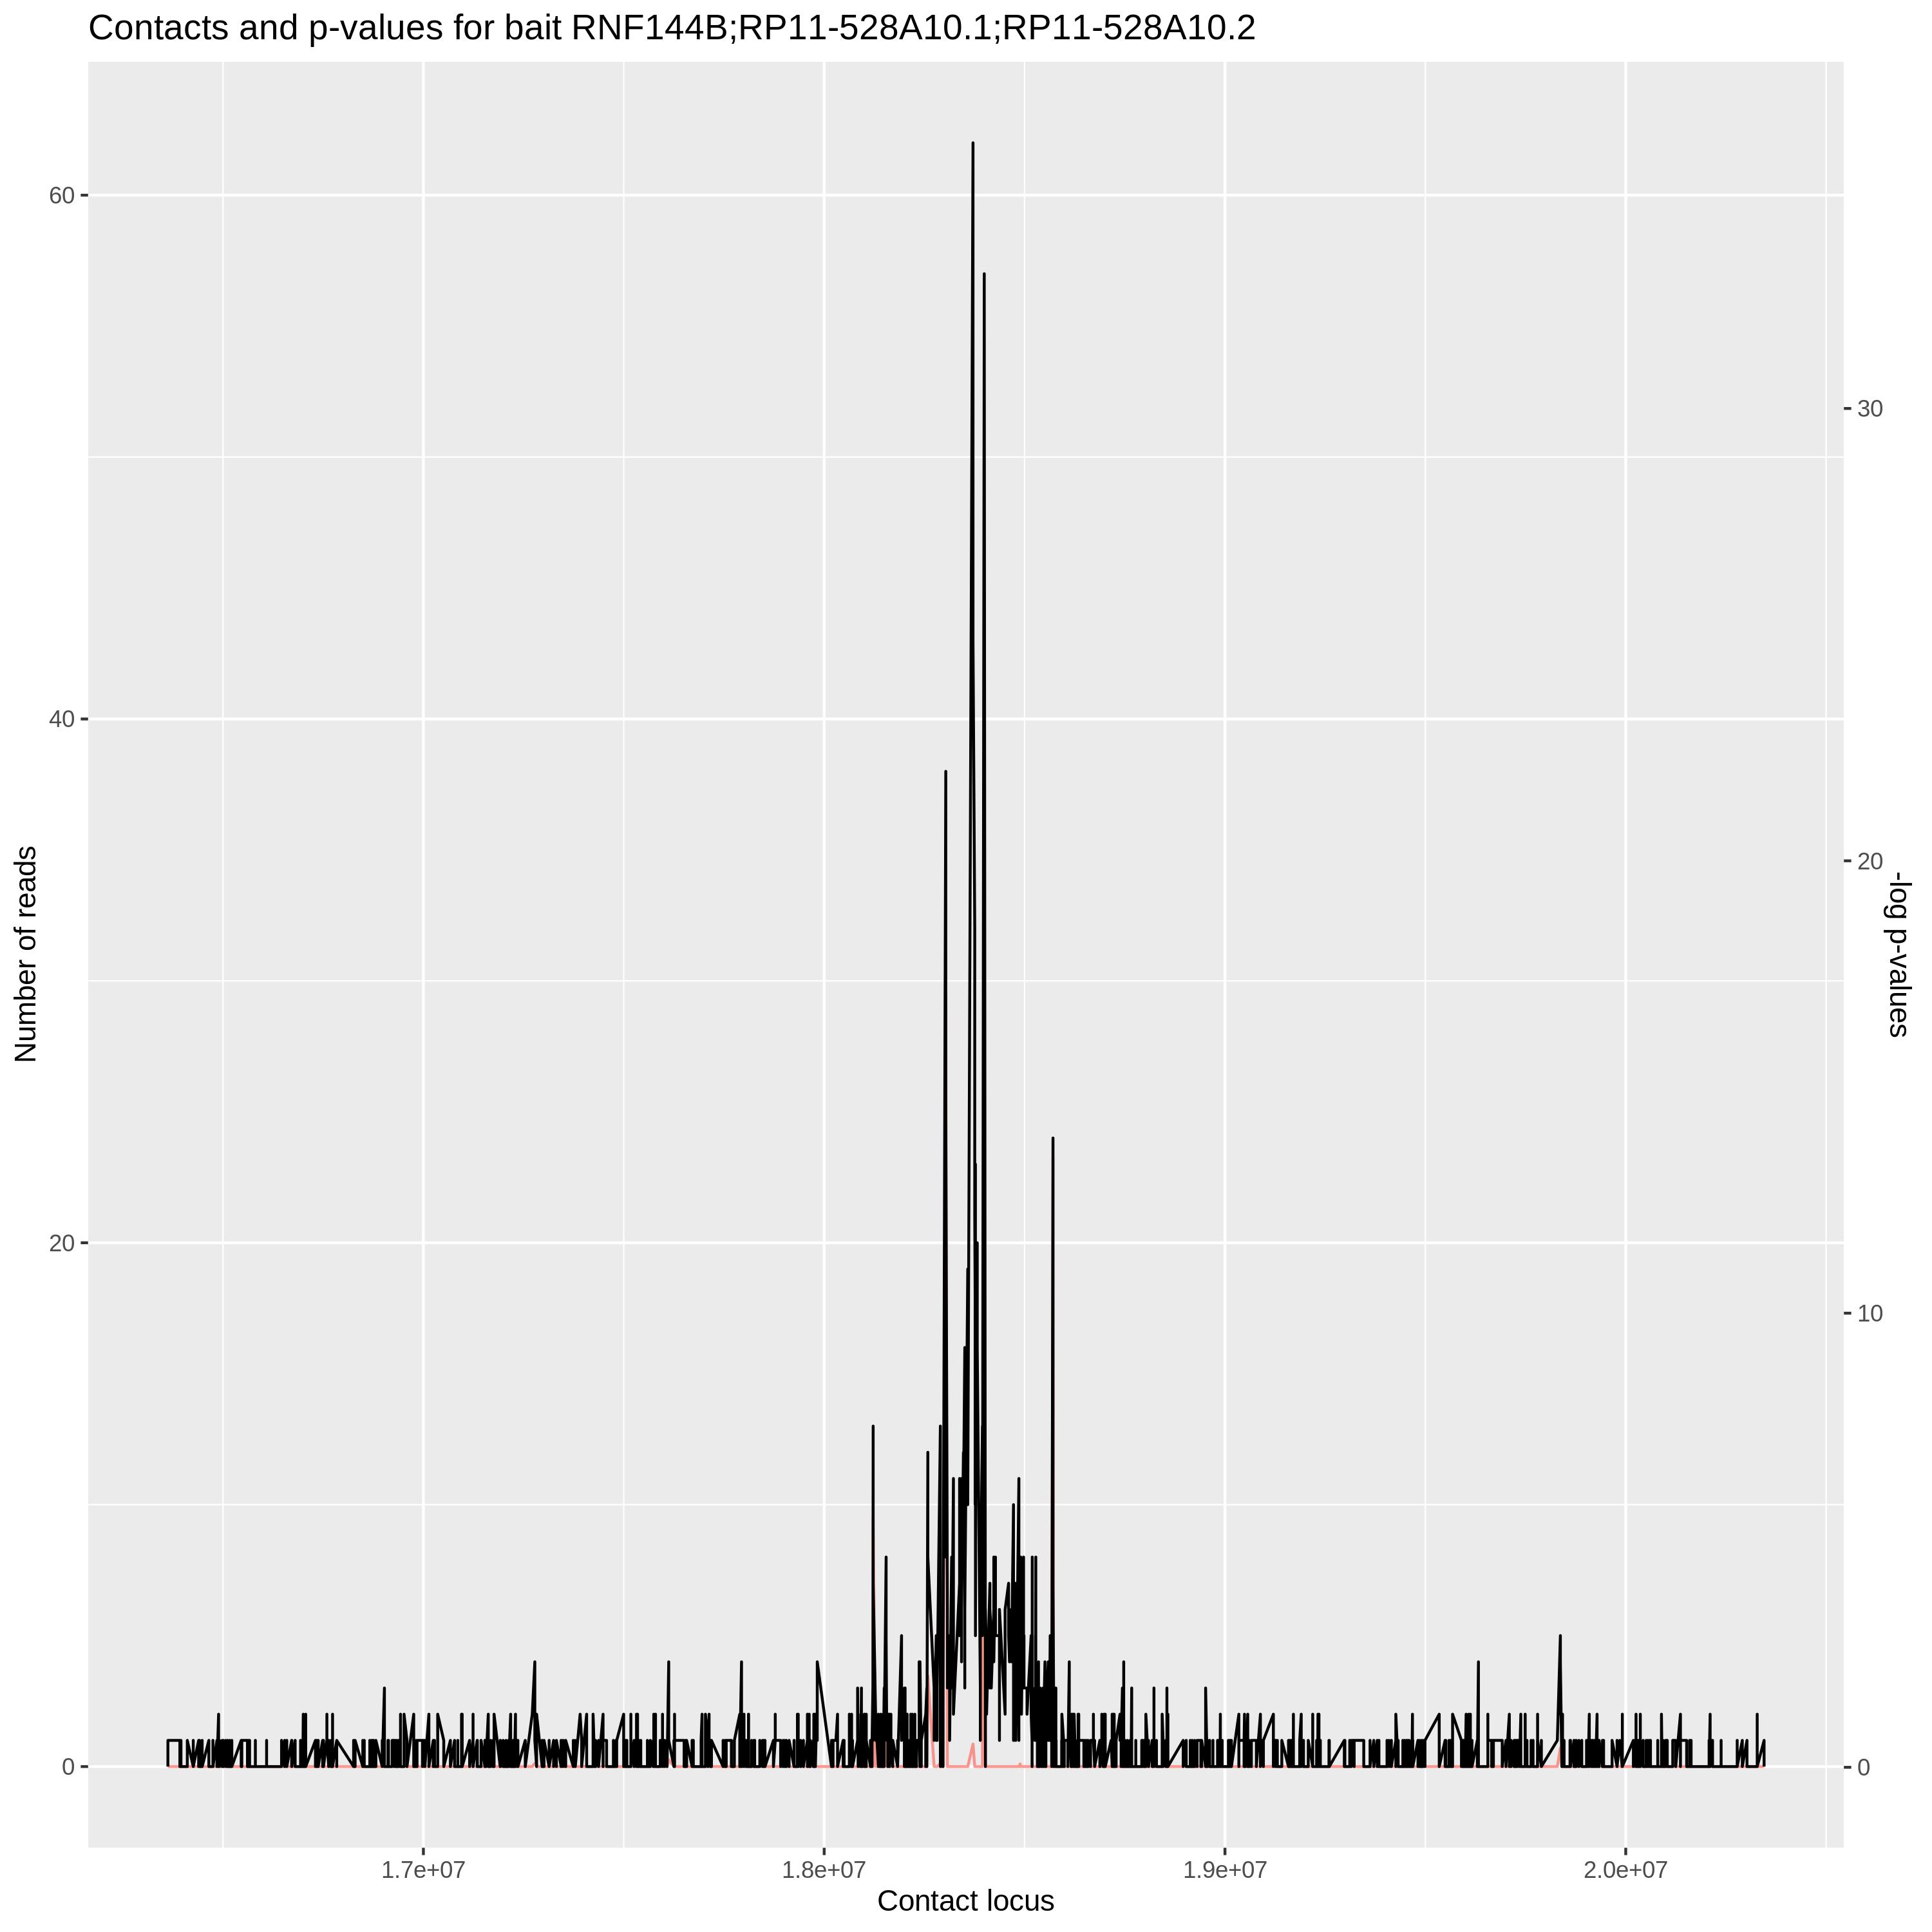 Contacts and p-values for bait RNF144B;RP11-528A10.1;RP11-528A10.2
60
40
20
0
Number of reads
30
20
10
0
-log p-values
1.7e+07
1.8e+07
1.9e+07
2.0e+07
Contact locus